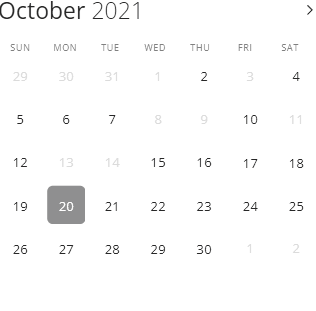 October 2021
SUN MON TUE WED THU FRI SAT
29 30 31 1 2 3 4
5 6 7 8 9 10 11
12 13 14 15 16 17 18
19 20 21 22 23 24 25
26 27 28 29 30 1 2